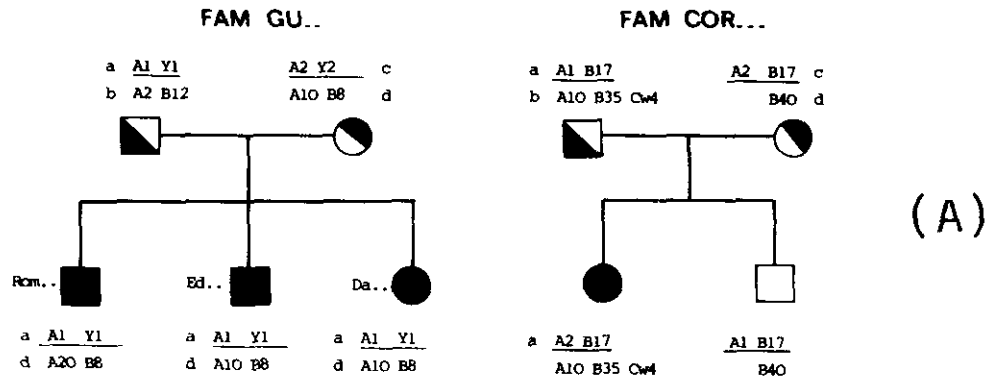 FAM GU.. FAM COR...
a A1 Y1 A2 Y2 c a A1 B17 A2 B17 c
b A2 B12 A10 B8 d b A10 B35 Cw4 B40 d
(A)
Rom.. Ed.. Da..
a A1 Y1 a A1 Y1 a A1 Y1 a A2 B17 A1 B17
d A20 B8 d A10 B8 d A10 B8 A10 B35 Cw4 B40